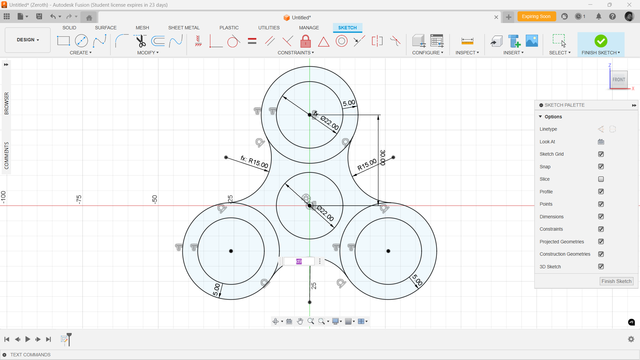 Untitled* (Zenith) - Autodesk Fusion (Student license expires in 23 days)
Untitled*
Expiring Soon
1
DESIGN
SOLID
SURFACE
MESH
SHEET METAL
PLASTIC
UTILITIES
MANAGE
SKETCH
CREATE
MODIFY
CONSTRAINTS
CONFIGURE
INSPECT
INSERT
SELECT
FINISH SKETCH
BROWSER
COMMENTS
FRONT
SKETCH PALETTE
Options
Linetype
Look At
Sketch Grid
Snap
Slice
Profile
Points
Dimensions
Constraints
Projected Geometries
Construction Geometries
3D Sketch
Finish Sketch
5.00
Ø22.00
30.00
fx: R15.00
R15.00
-100
-75
-50
-25
Ø22.00
5.00
5.00
25
TEXT COMMANDS